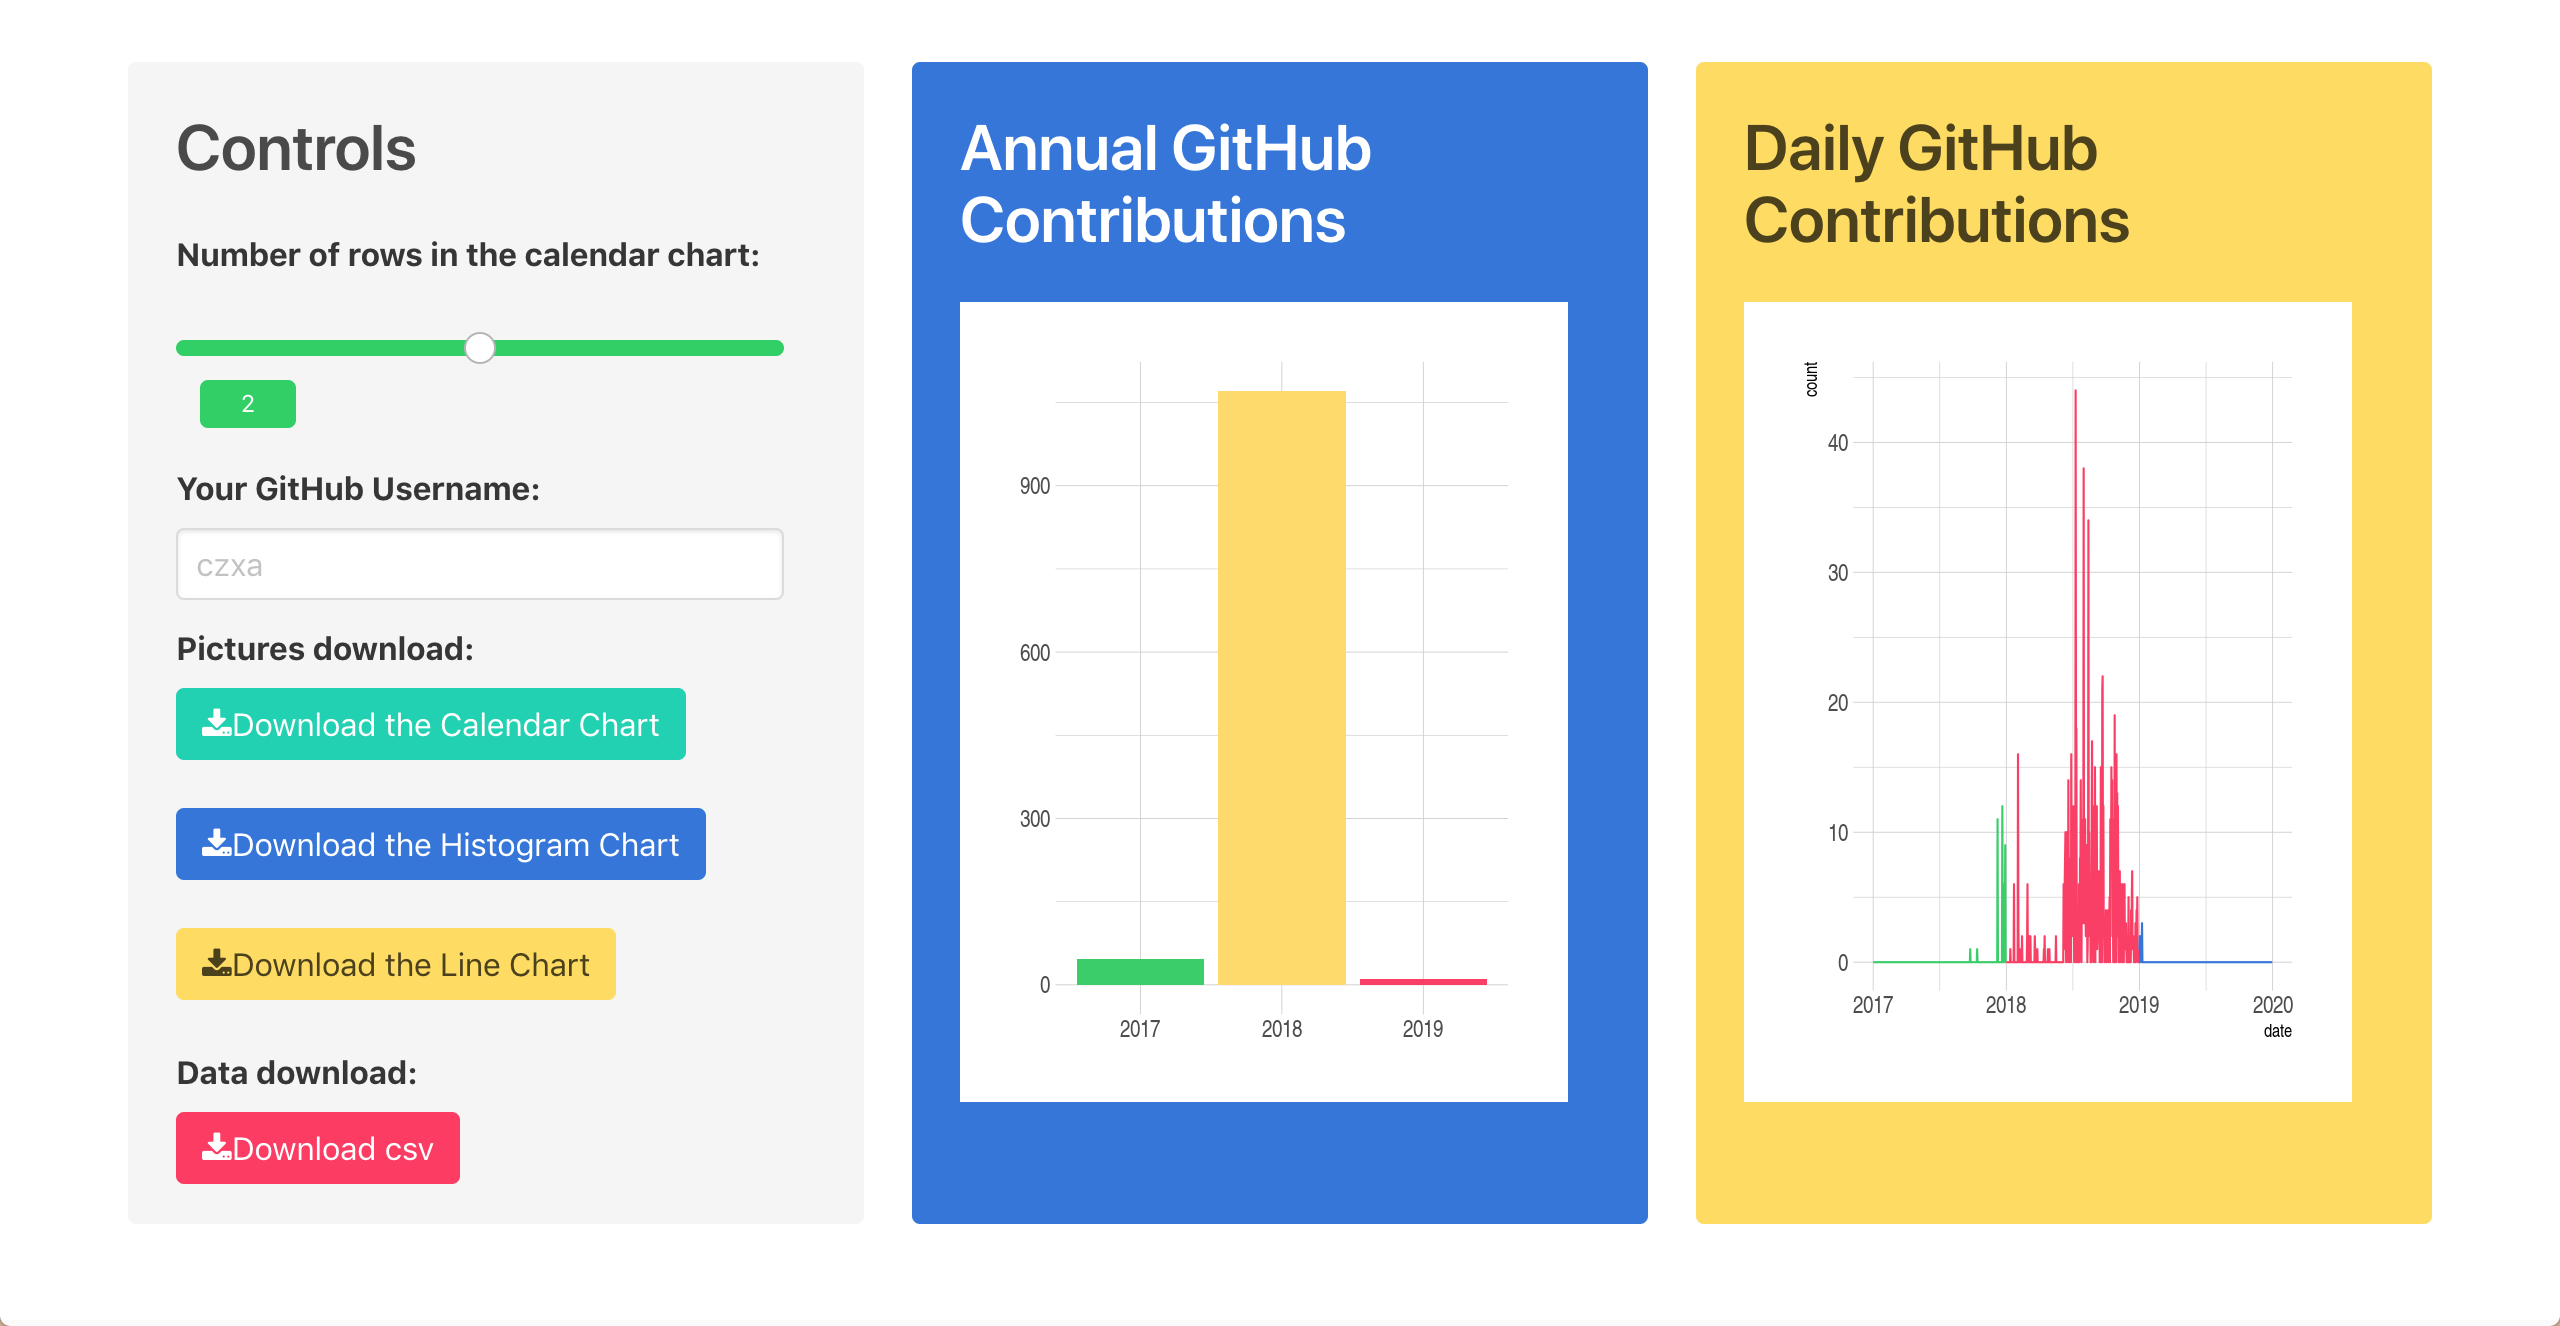 Controls
Number of rows in the calendar chart:
2
Your GitHub Username:
czxa
Pictures download:
Download the Calendar Chart
Download the Histogram Chart
Download the Line Chart
Data download:
Download csv
Annual GitHub
Contributions
900
600
300
0
2017 2018 2019
Daily GitHub
Contributions
count
40
30
20
10
0
2017 2018 2019 2020
date